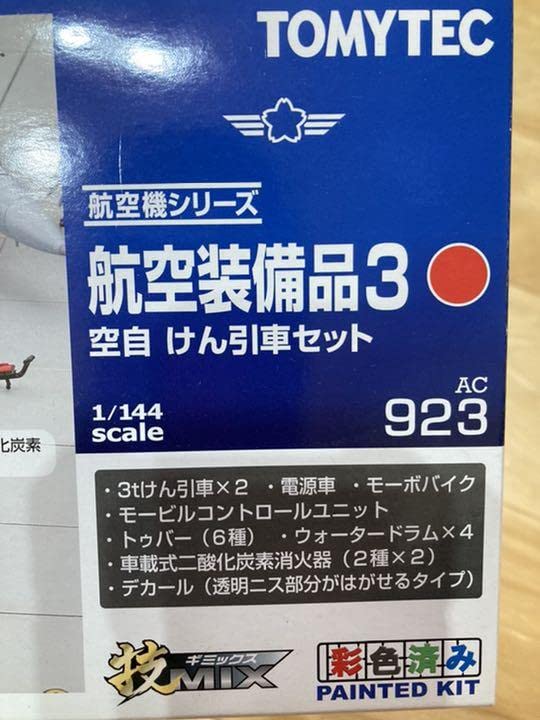 TOMYTEC
航空機シリーズ
航空装備品3
空自 けん引車セット
1/144
scale
AC
923
化炭素
・3tけん引車×2 ・電源車 ・モーボバイク
・モービルコントロールユニット
・トゥバー（6種）・ウォータードラム×4
・車載式二酸化炭素消火器（2種×2）
・デカール（透明ニス部分がはがせるタイプ）
技
ギミックス
MIX
彩色済み
PAINTED KIT